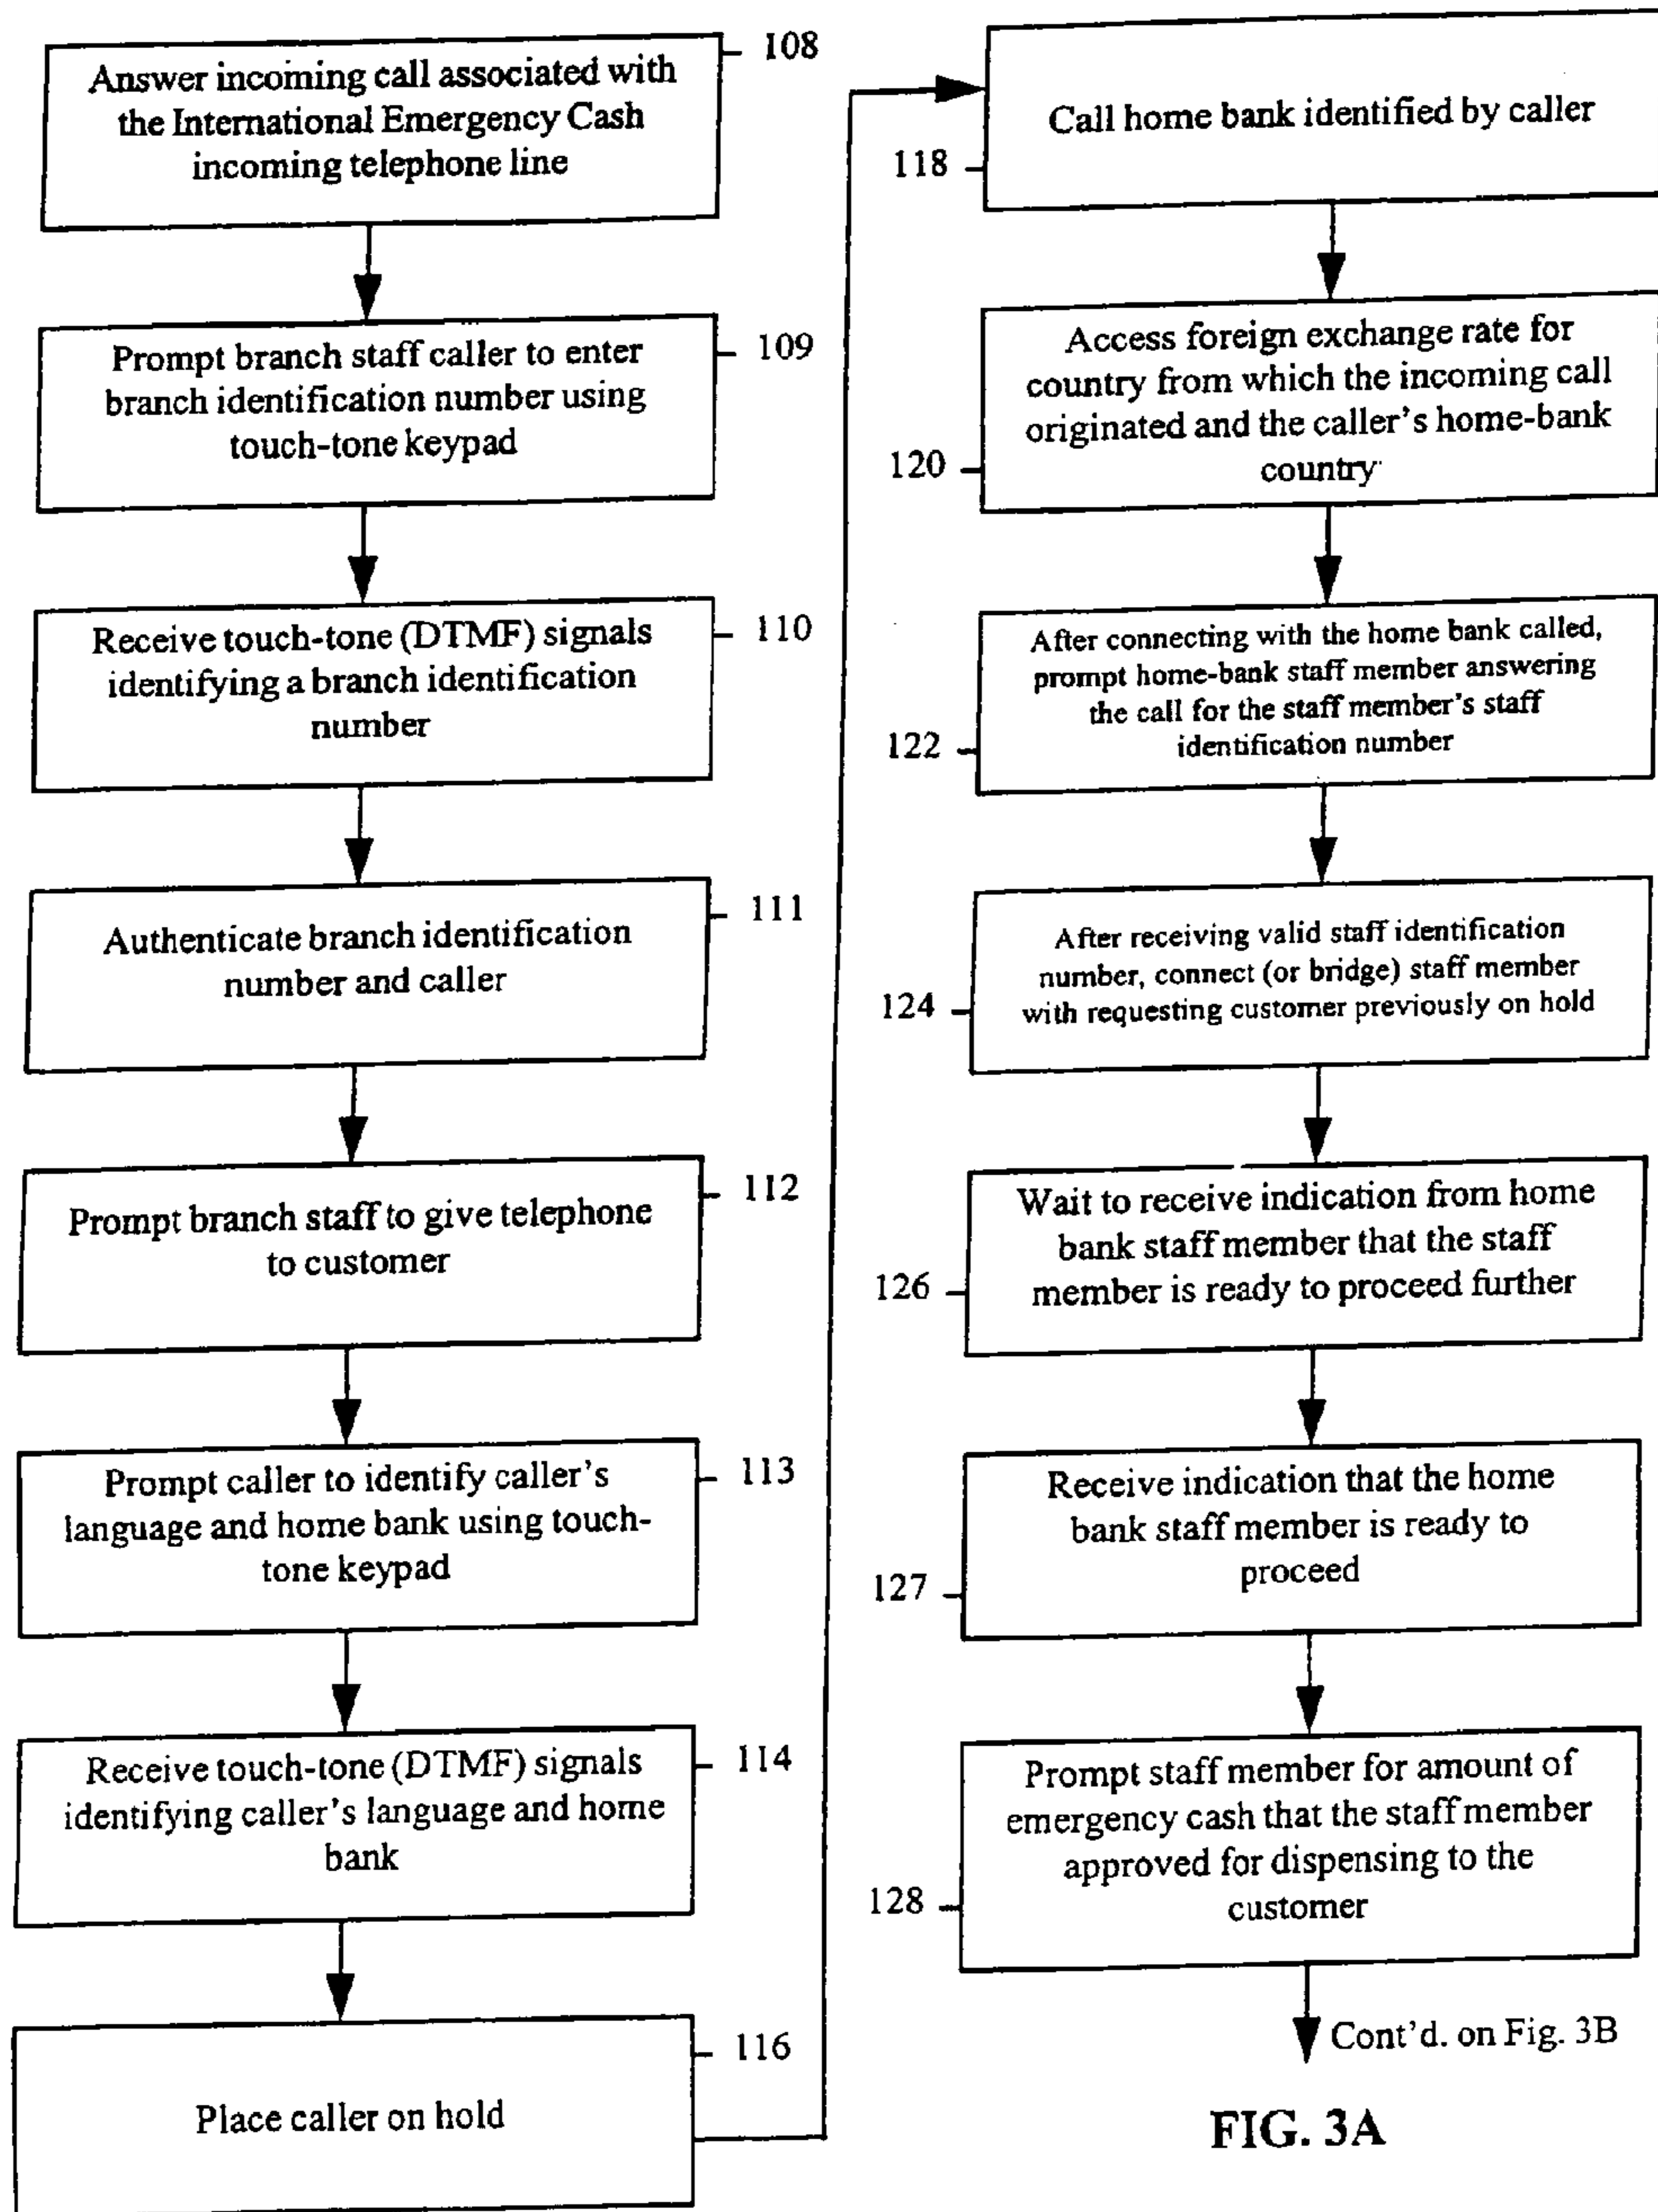 Answer incoming call associated with
the International Emergency Cash
incoming telephone line
108
Prompt branch staff caller to enter
branch identification number using
touch-tone keypad
109
Receive touch-tone (DTMF) signals
identifying a branch identification
number
110
Authenticate branch identification
number and caller
111
Prompt branch staff to give telephone
to customer
112
Prompt caller to identify caller's
language and home bank using touch-
tone keypad
113
Receive touch-tone (DTMF) signals
identifying caller's language and home
bank
114
Place caller on hold
116
Call home bank identified by caller
118
Access foreign exchange rate for
country from which the incoming call
originated and the caller's home-bank
country
120
After connecting with the home bank called,
prompt home-bank staff member answering
the call for the staff member's staff
identification number
122
After receiving valid staff identification
number, connect (or bridge) staff member
with requesting customer previously on hold
124
Wait to receive indication from home
bank staff member that the staff
member is ready to proceed further
126
Receive indication that the home
bank staff member is ready to
proceed
127
Prompt staff member for amount of
emergency cash that the staff member
approved for dispensing to the
customer
128
Cont'd. on Fig. 3B
FIG. 3A